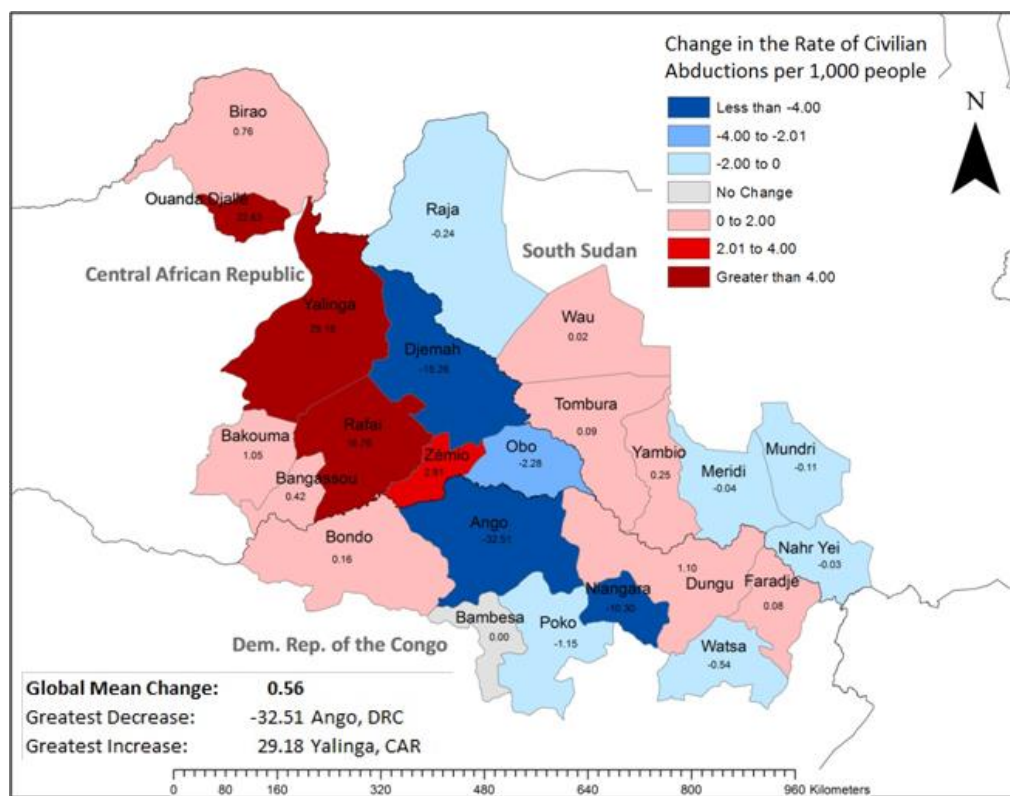 Change in the Rate of Civilian
Abductions per 1,000 people
Less than -4.00
-4.00 to -2.01
-2.00 to 0
No Change
0 to 2.00
2.01 to 4.00
Greater than 4.00
N
Birao
0.76
Ouanda Djallé
Raja
-0.24
South Sudan
Central African Republic
Yalinga
29.18
Wau
0.02
Djemah
Tombura
0.09
Rafai
Bakouma
1.05
Zémio
Obo
-2.28
Yambio
0.25
Mundri
-0.11
Meridi
-0.04
Bangassou
0.42
Ango
-32.51
Bondo
0.16
Nahr Yei
-0.03
1.10
Dungu
Faradje
0.08
Niangara
-10.30
Bambesa
0.00
Poko
-1.15
Watsa
-0.54
Dem. Rep. of the Congo
Global Mean Change: 0.56
Greatest Decrease: -32.51 Ango, DRC
Greatest Increase: 29.18 Yalinga, CAR
0 80 160 320 480 640 800 960 Kilometers